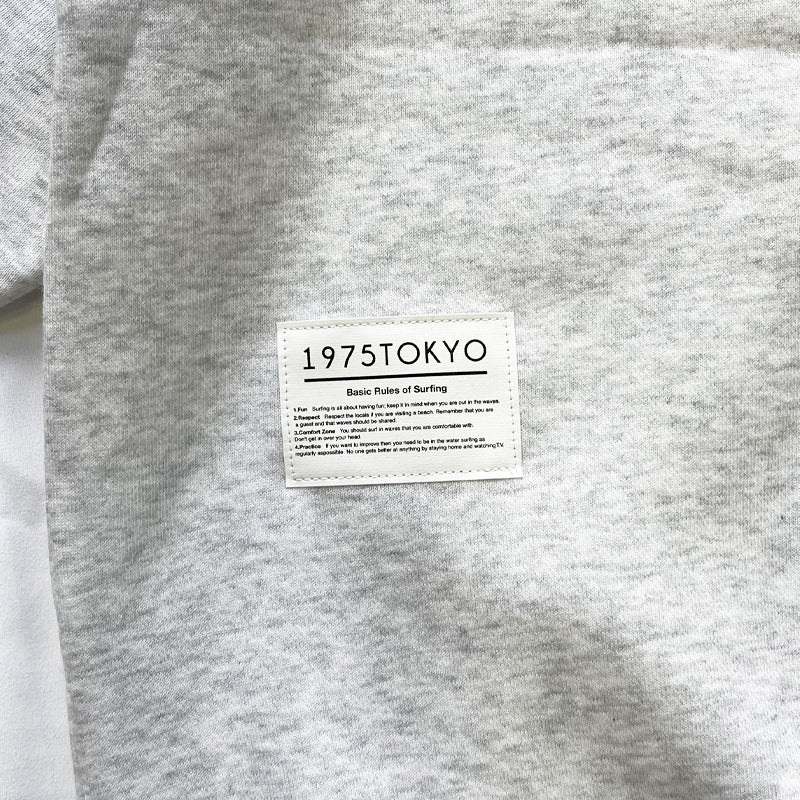 1975TOKYO
Basic Rules of Surfing
1.Fun Surfing is all about having fun; keep it in mind when you are out in the waves.
2.Respect Respect the locals if you are visiting a beach. Remember that you are
a guest and that waves should be shared.
3.Comfort Zone You should surf in waves that you are comfortable with.
Don't get in over your head.
4.Practice If you want to improve then you need to be in the water surfing as
regularly aspossible. No one gets better at anything by staying home and watching T.V.